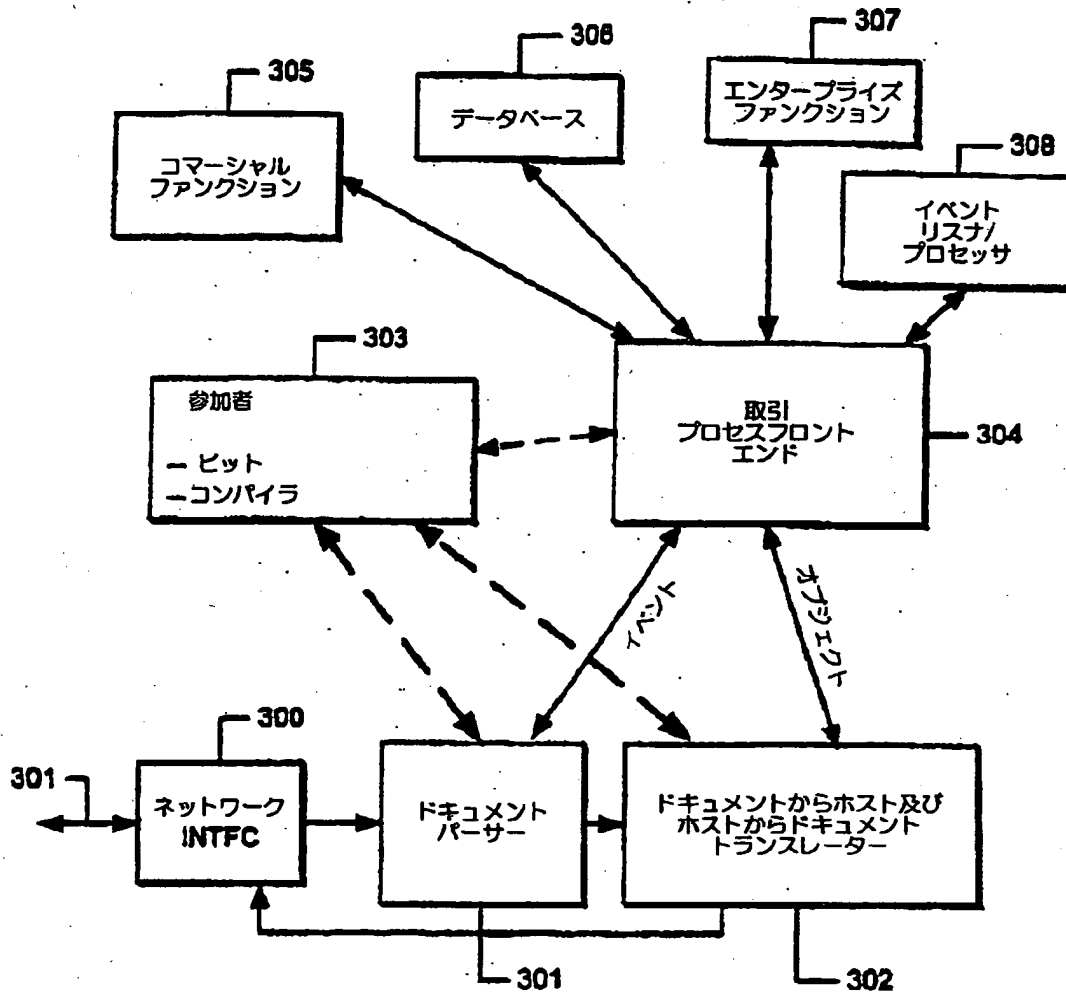 306
307
305
データベース
エンタープライズ
ファンクション
コマーシャル
ファンクション
308
イベント
リスナ/
プロセッサ
303
参加者
— ビット
— コンパイラ
取引
プロセスフロント
エンド
304
イベント
オブジェクト
300
301
ネットワーク
INTFC
ドキュメント
パーサー
ドキュメントからホスト及び
ホストからドキュメント
トランスレーター
301
302